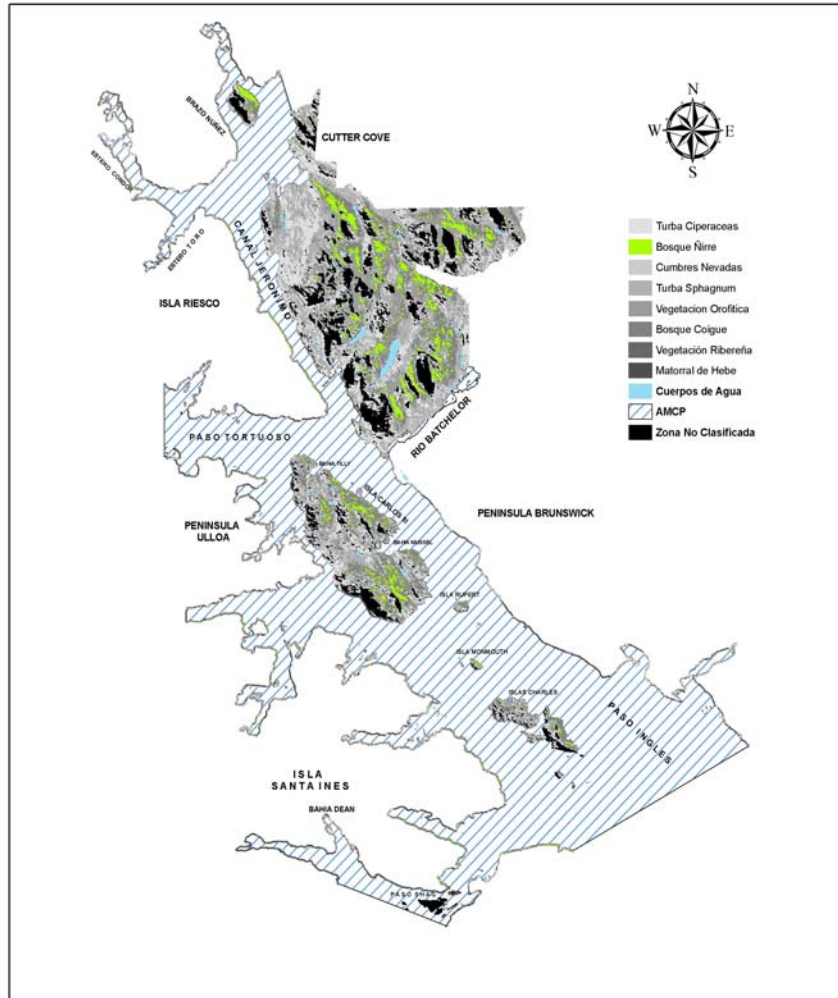 N
W
E
S
BRAZO NUÑEZ
CUTTER COVE
ESTERO CONDOR
ESTERO TORO
CANAL JERONIMO
ISLA RIESCO
Turba Ciperaceas
Bosque Ñirre
Cumbres Nevadas
Turba Sphagnum
Vegetacion Orofitica
Bosque Coigue
Vegetación Ribereña
Matorral de Hebe
Cuerpos de Agua
AMCP
Zona No Clasificada
PASO TORTUOSO
RIO BATCHELOR
BAHIA TILLY
ISLA CARLOS III
PENINSULA BRUNSWICK
PENINSULA
ULLOA
BAHIA MUSSEL
ISLA RUPERT
ISLA MONMOUTH
ISLAS CHARLES
PASO INGLES
ISLA
SANTA INES
BAHIA DEAN
PASO SHAG